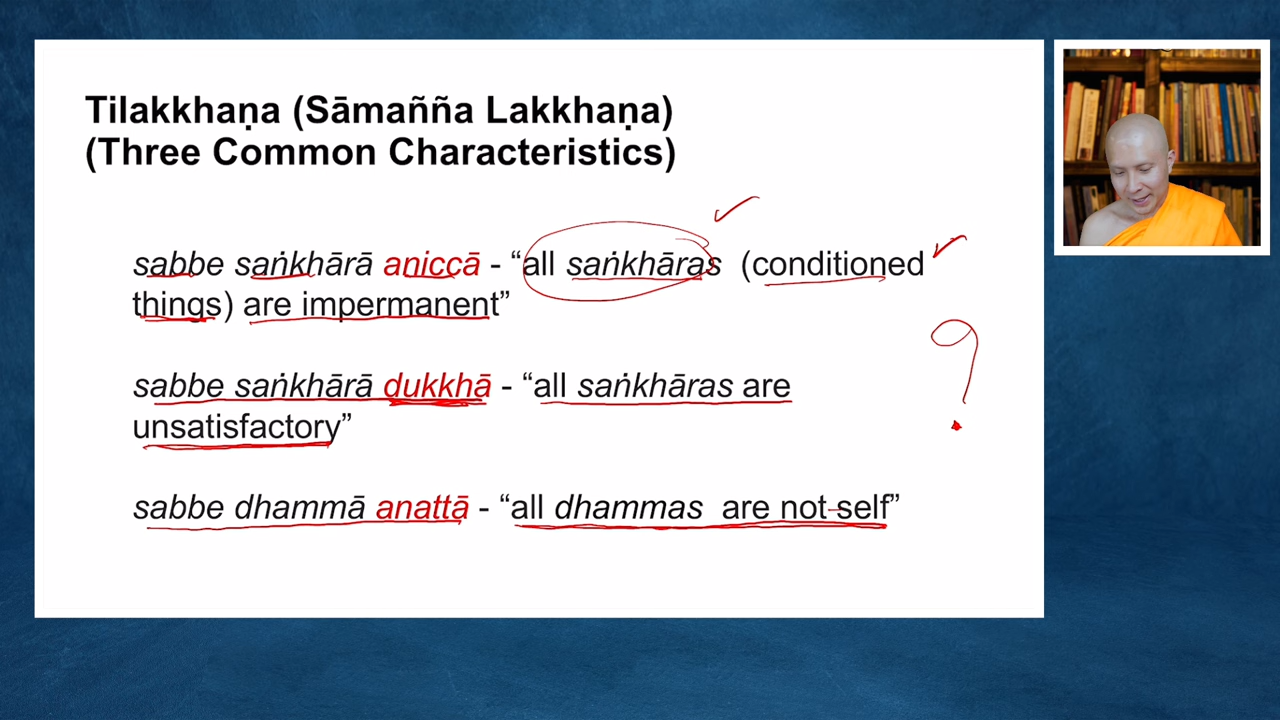 Tilakkhaṇa (Sāmañña Lakkhaṇa)
(Three Common Characteristics)
sabbe saṅkhārā aniccā - “all saṅkhāras (conditioned
things) are impermanent”
sabbe saṅkhārā dukkhā - “all saṅkhāras are
unsatisfactory”
sabbe dhammā anattā - “all dhammas are not-self”
?